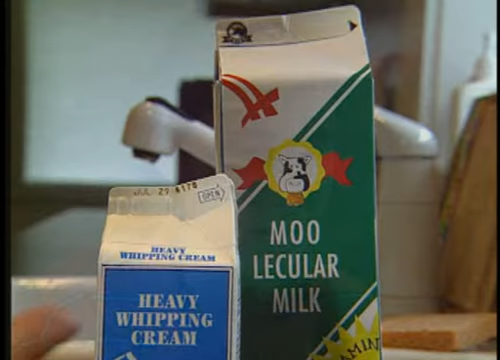 JUL 29
OPEN
HEAVY
WHIPPING CREAM
HEAVY
WHIPPING
CREAM
MOO
LECULAR
MILK